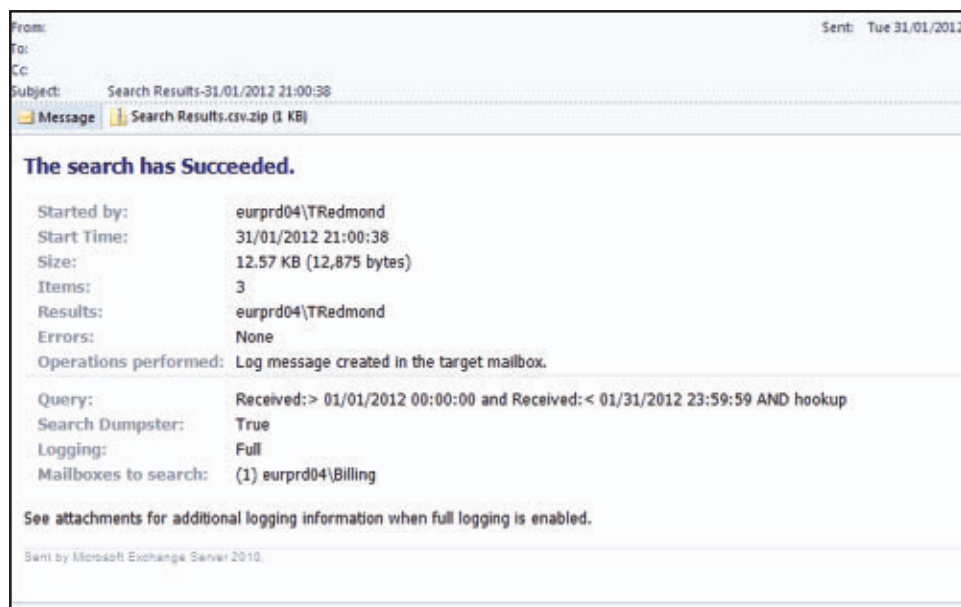 From: Sent: Tue 31/01/2012
To:
Cc
Subject: Search Results-31/01/2012 21:00:38
Message Search Results.csv.zip (1 KB)
The search has Succeeded.
Started by: eurprd04\TRedmond
Start Time: 31/01/2012 21:00:38
Size: 12.57 KB (12,875 bytes)
Items: 3
Results: eurprd04\TRedmond
Errors: None
Operations performed: Log message created in the target mailbox.
Query: Received:> 01/01/2012 00:00:00 and Received:< 01/31/2012 23:59:59 AND hookup
Search Dumpster: True
Logging: Full
Mailboxes to search: (1) eurprd04\Billing
See attachments for additional logging information when full logging is enabled.
Sent by Microsoft Exchange Server 2010.